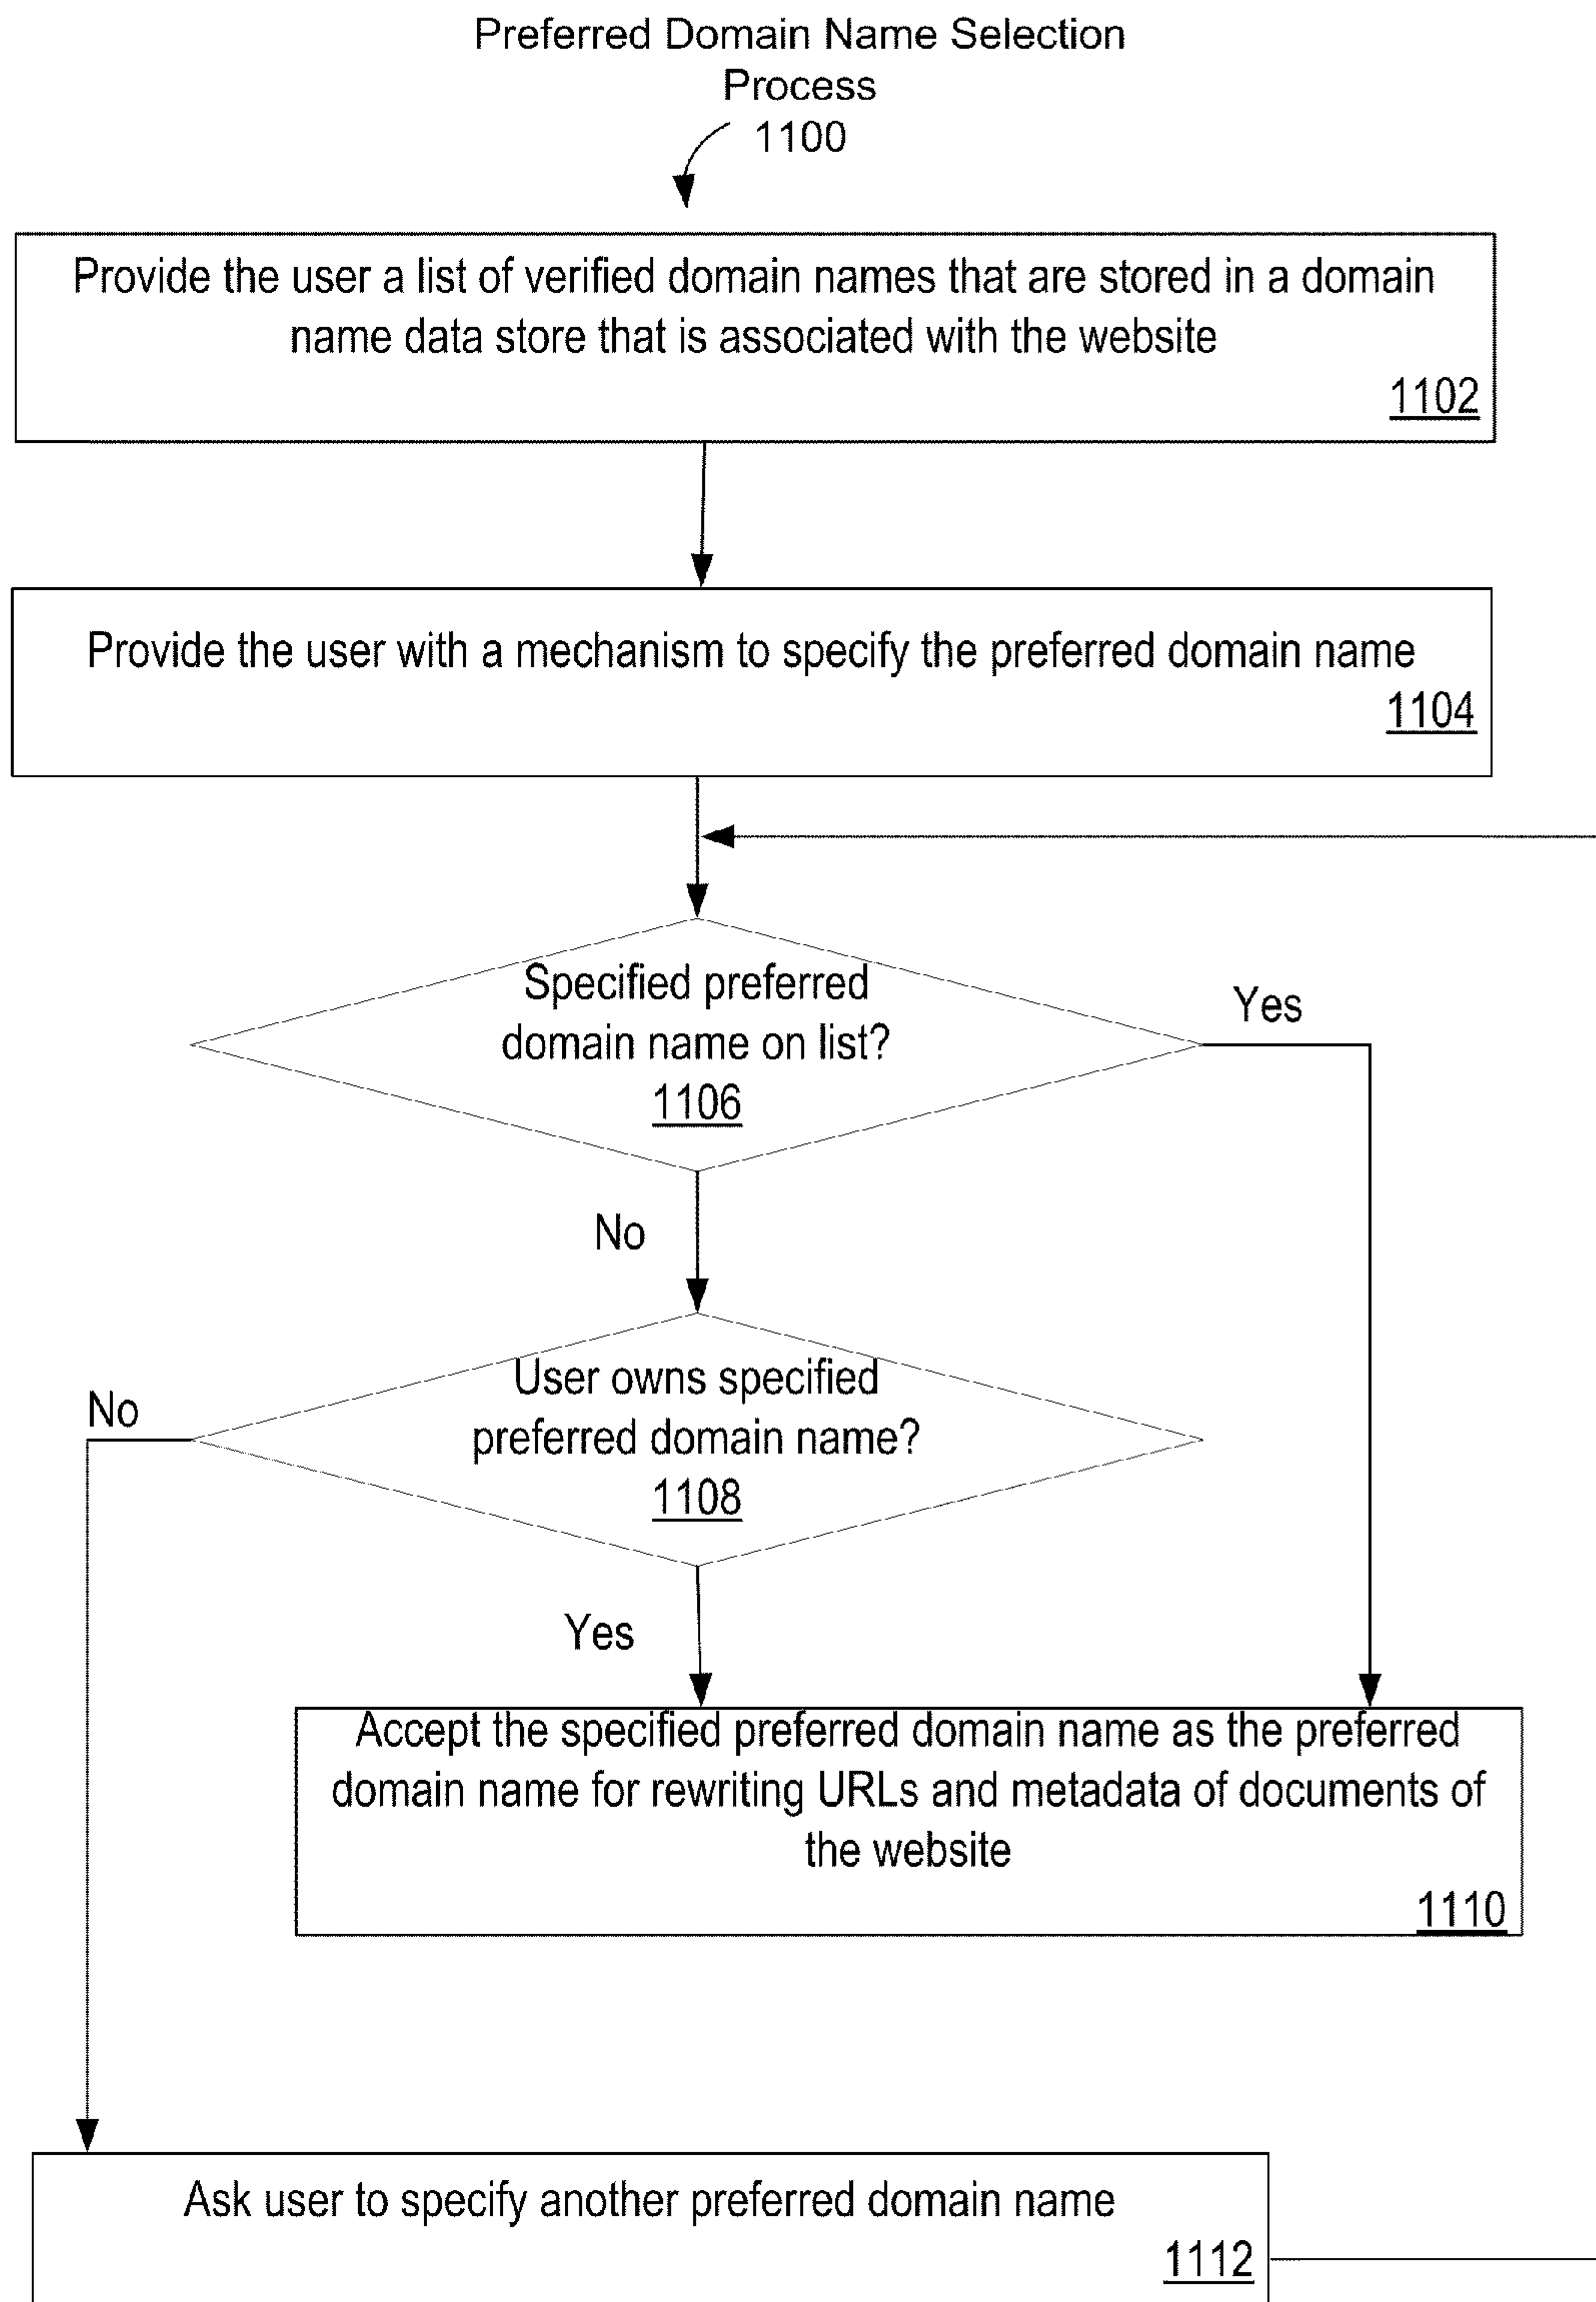 Preferred Domain Name Selection
Process
1100
Provide the user a list of verified domain names that are stored in a domain
name data store that is associated with the website
1102
Provide the user with a mechanism to specify the preferred domain name
1104
Specified preferred
domain name on list?
1106
Yes
No
User owns specified
preferred domain name?
1108
No
Yes
Accept the specified preferred domain name as the preferred
domain name for rewriting URLs and metadata of documents of
the website
1110
Ask user to specify another preferred domain name
1112